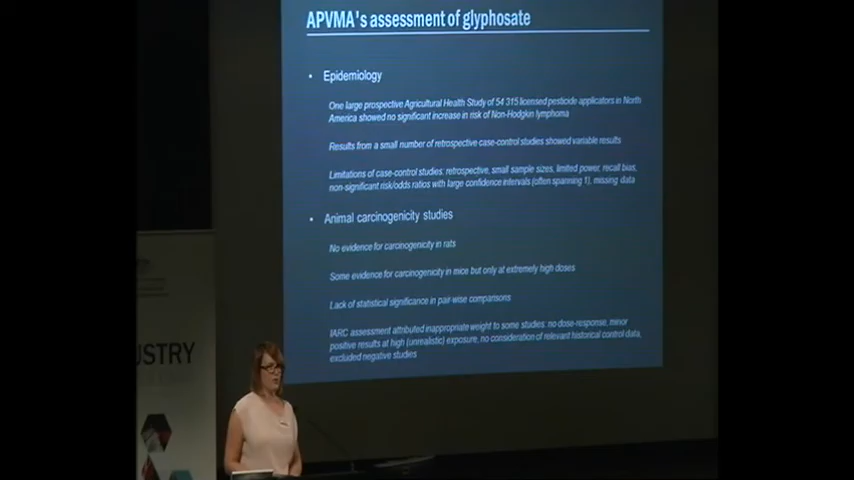 APVMA's assessment of glyphosate
• Epidemiology
One large prospective Agricultural Health Study of 54 315 licensed pesticide applicators in North
America showed no significant increase in risk of Non-Hodgkin lymphoma
Results from a small number of retrospective case-control studies showed variable results
Limitations of case-control studies: retrospective, small sample sizes, limited power, recall bias,
non-significant risk/odds ratios with large confidence intervals (often spanning 1), missing data
• Animal carcinogenicity studies
No evidence for carcinogenicity in rats
Some evidence for carcinogenicity in mice but only at extremely high doses
Lack of statistical significance in pair-wise comparisons
IARC assessment attributed inappropriate weight to some studies: no dose-response, minor
positive results at high (unrealistic) exposure, no consideration of relevant historical control data,
excluded negative studies
USTRY